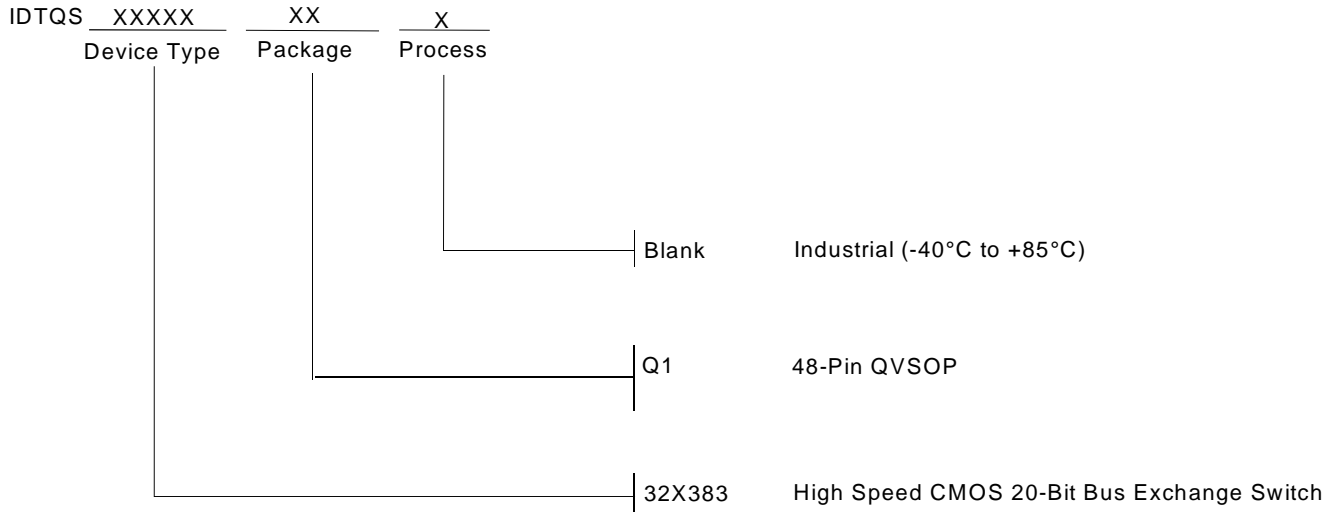 IDTQS XXXXX XX X
Device Type Package Process
Blank Industrial (-40°C to +85°C)
Q1 48-Pin QVSOP
32X383 High Speed CMOS 20-Bit Bus Exchange Switch